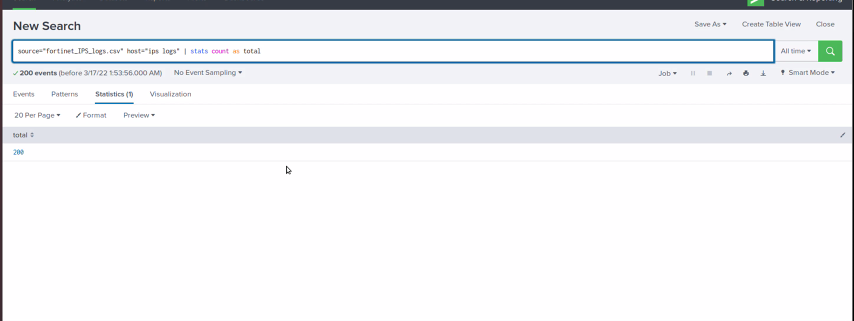 New Search
Save As Create Table View Close
source="fortinet_IPS_logs.csv" host="ips logs" | stats count as total
All time
200 events (before 3/17/22 1:53:56.000 AM) No Event Sampling
Job Smart Mode
Events Patterns Statistics (1) Visualization
20 Per Page Format Preview
total
200